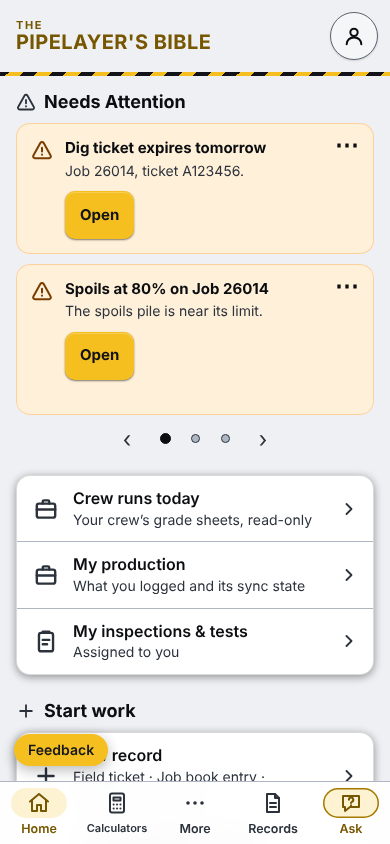 THE
PIPELAYER'S BIBLE
Needs Attention
Dig ticket expires tomorrow
Job 26014, ticket A123456.
Open
Spoils at 80% on Job 26014
The spoils pile is near its limit.
Open
Crew runs today
Your crew's grade sheets, read-only
My production
What you logged and its sync state
My inspections & tests
Assigned to you
Start work
record
Feedback
Field ticket · Job book entry ·
Home
Calculators
More
Records
Ask